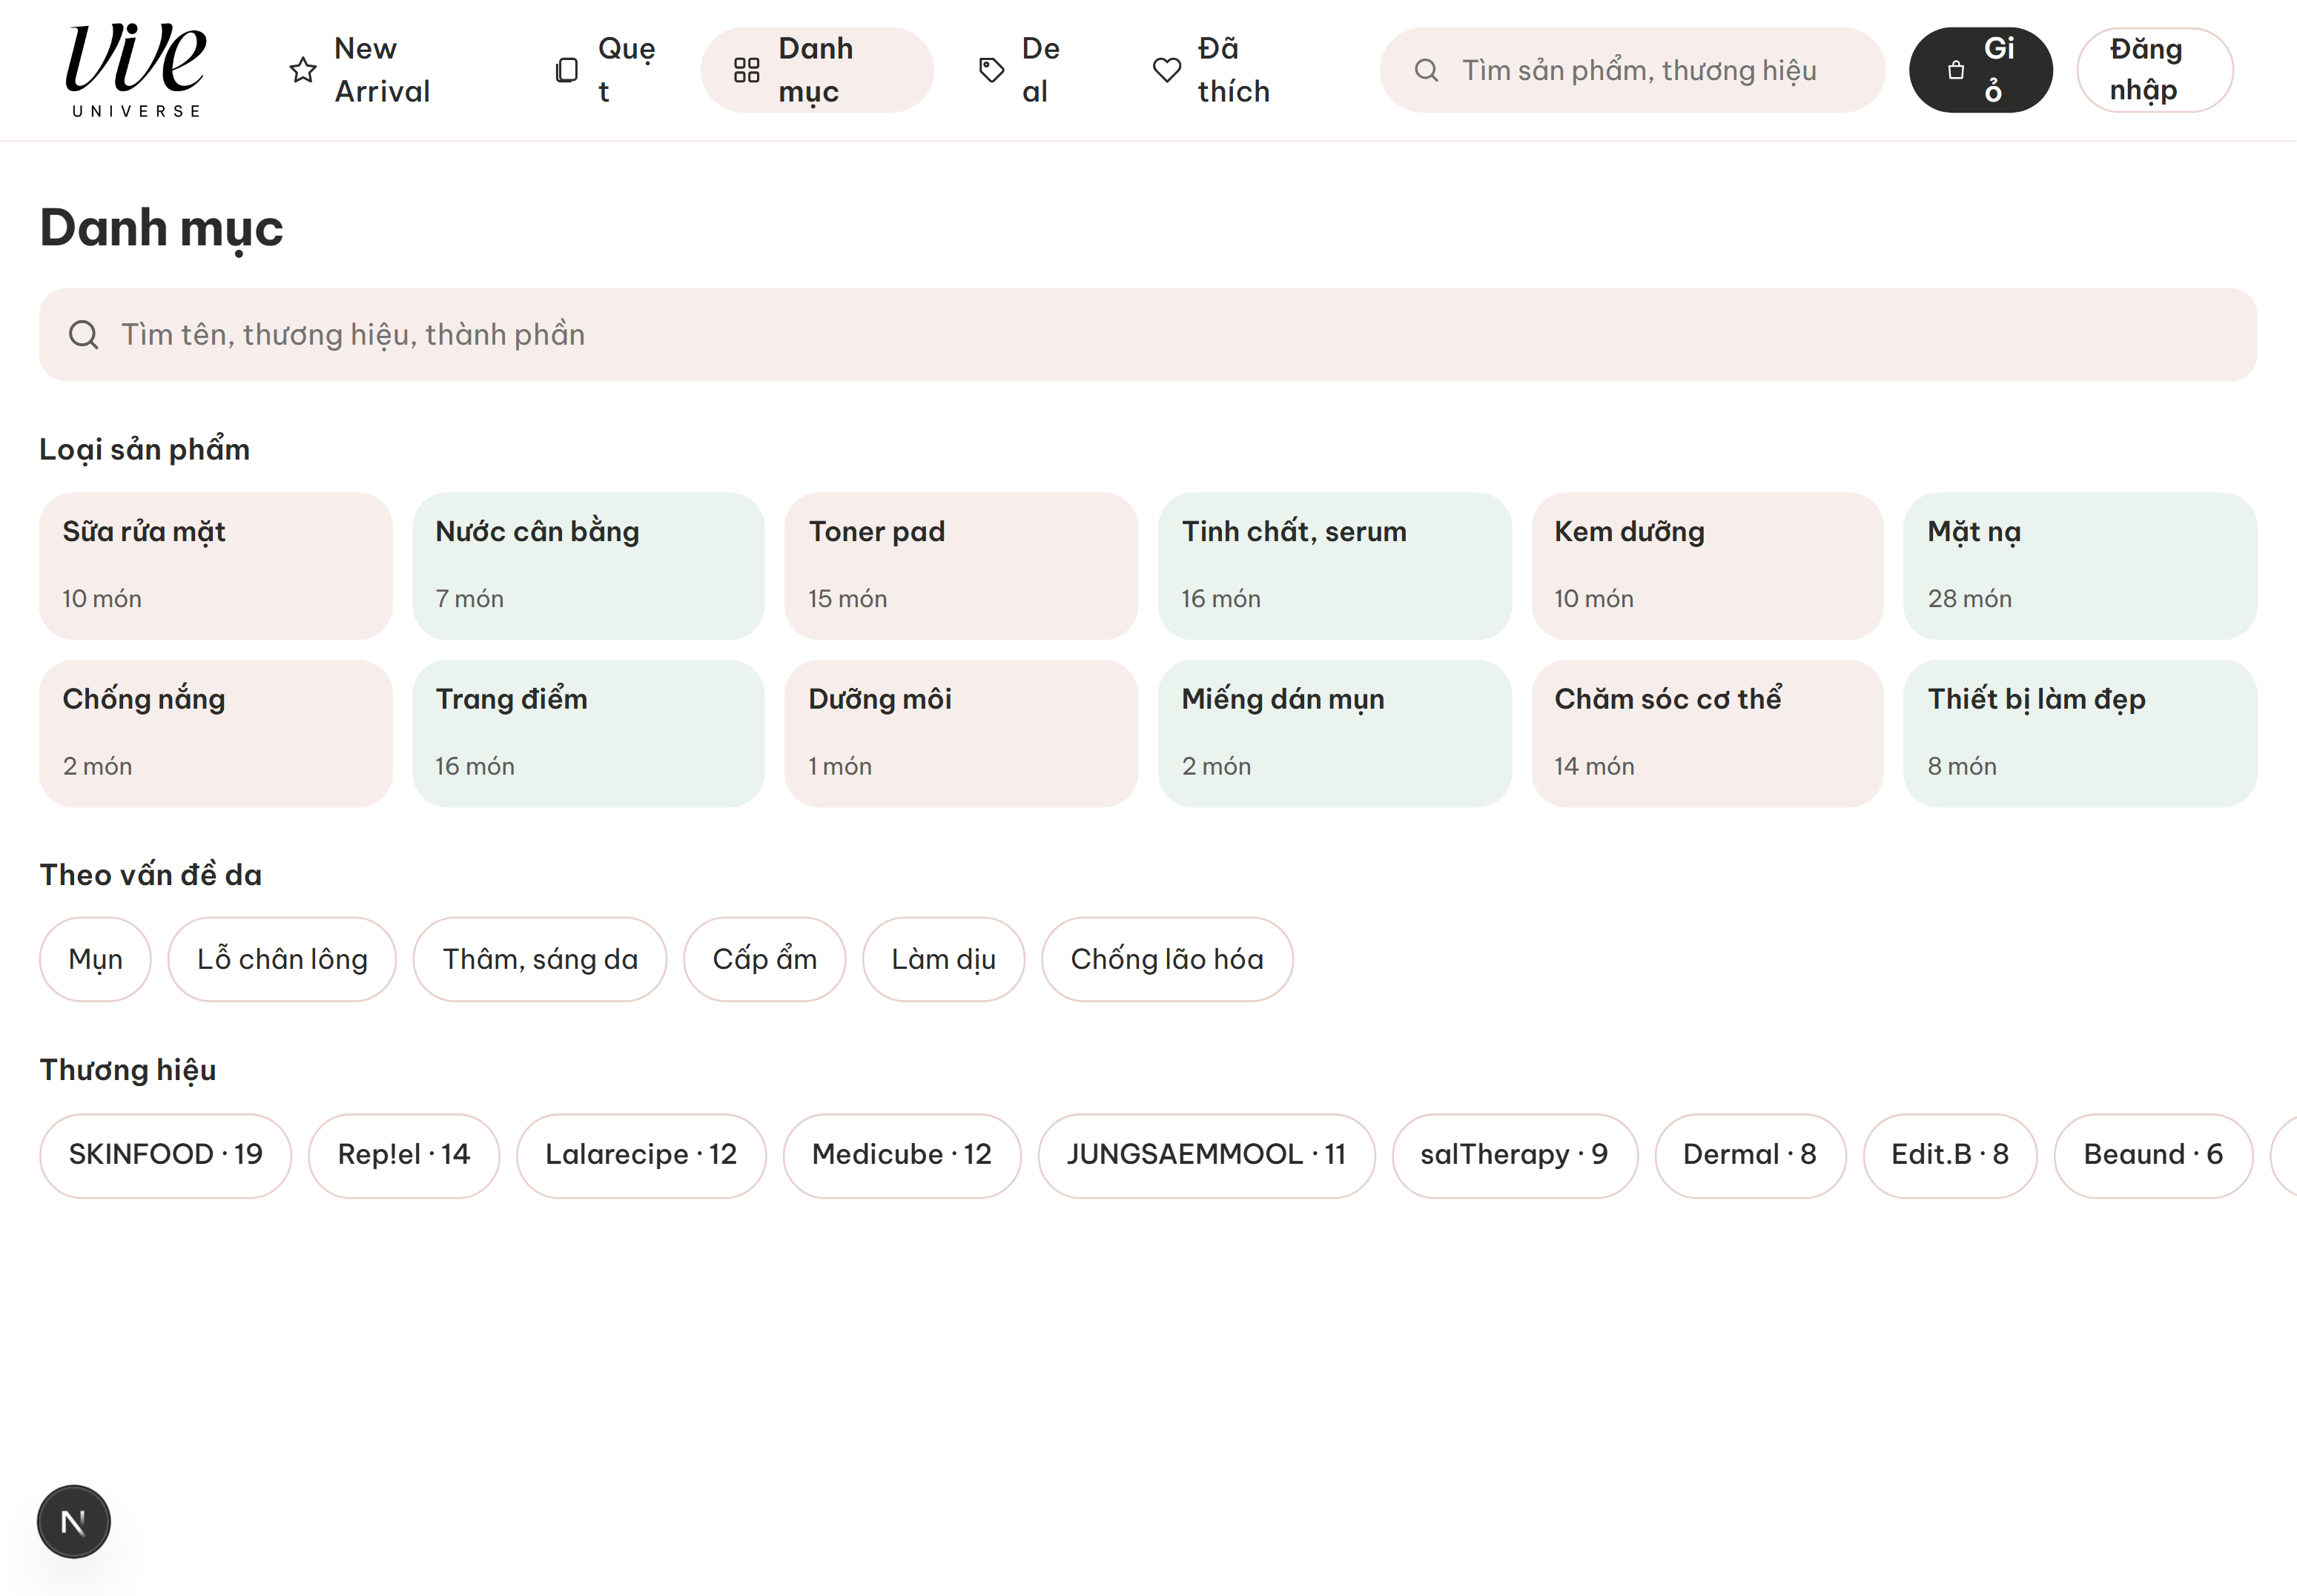 ViVe
UNIVERSE
New
Arrival
Quẹ
t
Danh
mục
De
al
Đã
thích
Tìm sản phẩm, thương hiệu
Gi
ỏ
Đăng
nhập
Danh mục
Tìm tên, thương hiệu, thành phần
Loại sản phẩm
Sữa rửa mặt
10 món
Nước cân bằng
7 món
Toner pad
15 món
Tinh chất, serum
16 món
Kem dưỡng
10 món
Mặt nạ
28 món
Chống nắng
2 món
Trang điểm
16 món
Dưỡng môi
1 món
Miếng dán mụn
2 món
Chăm sóc cơ thể
14 món
Thiết bị làm đẹp
8 món
Theo vấn đề da
Mụn
Lỗ chân lông
Thâm, sáng da
Cấp ẩm
Làm dịu
Chống lão hóa
Thương hiệu
SKINFOOD · 19
Rep!el · 14
Lalarecipe · 12
Medicube · 12
JUNGSAEMMOOL · 11
salTherapy · 9
Dermal · 8
Edit.B · 8
Beaund · 6
N